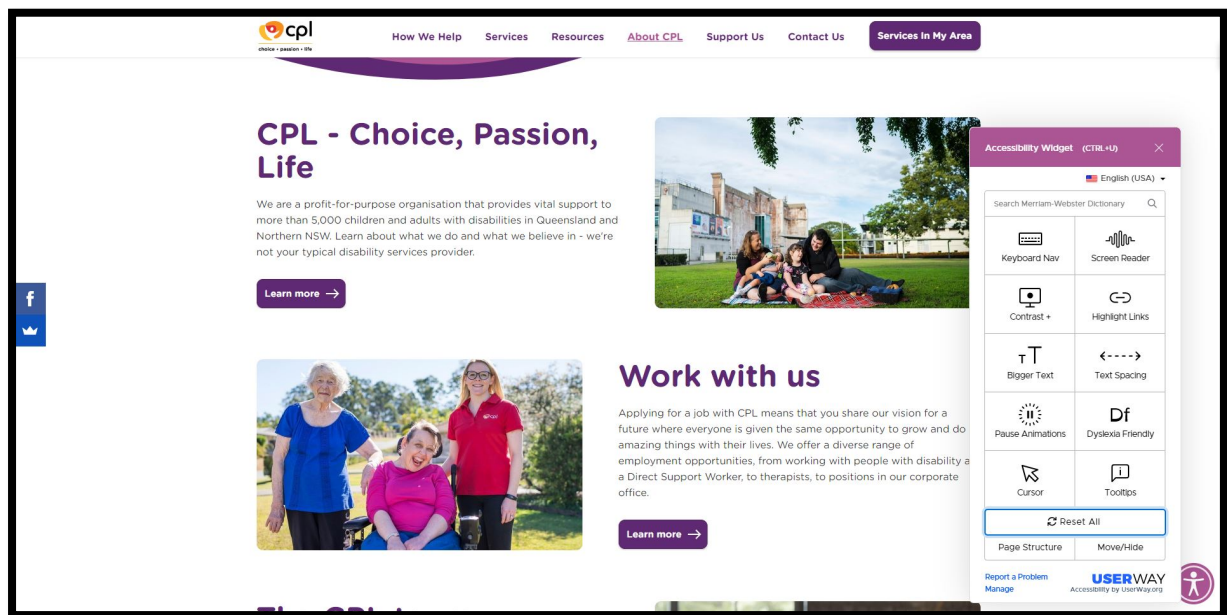 cpl
choice • passion • life
How We Help Services Resources About CPL Support Us Contact Us Services In My Area
CPL - Choice, Passion,
Life
We are a profit-for-purpose organisation that provides vital support to
more than 5,000 children and adults with disabilities in Queensland and
Northern NSW. Learn about what we do and what we believe in - we're
not your typical disability services provider.
Learn more →
f
Work with us
Applying for a job with CPL means that you share our vision for a
future where everyone is given the same opportunity to grow and do
amazing things with their lives. We offer a diverse range of
employment opportunities, from working with people with disability a
a Direct Support Worker, to therapists, to positions in our corporate
office.
Learn more →
Accessibility Widget (CTRL+U)
English (USA)
Search Merriam-Webster Dictionary
Keyboard Nav Screen Reader
Contrast + Highlight Links
TT
Bigger Text Text Spacing
Df
Pause Animations Dyslexia Friendly
Cursor Tooltips
Reset All
Page Structure Move/Hide
Report a Problem
Manage
USERWAY
Accessibility by UserWay.org